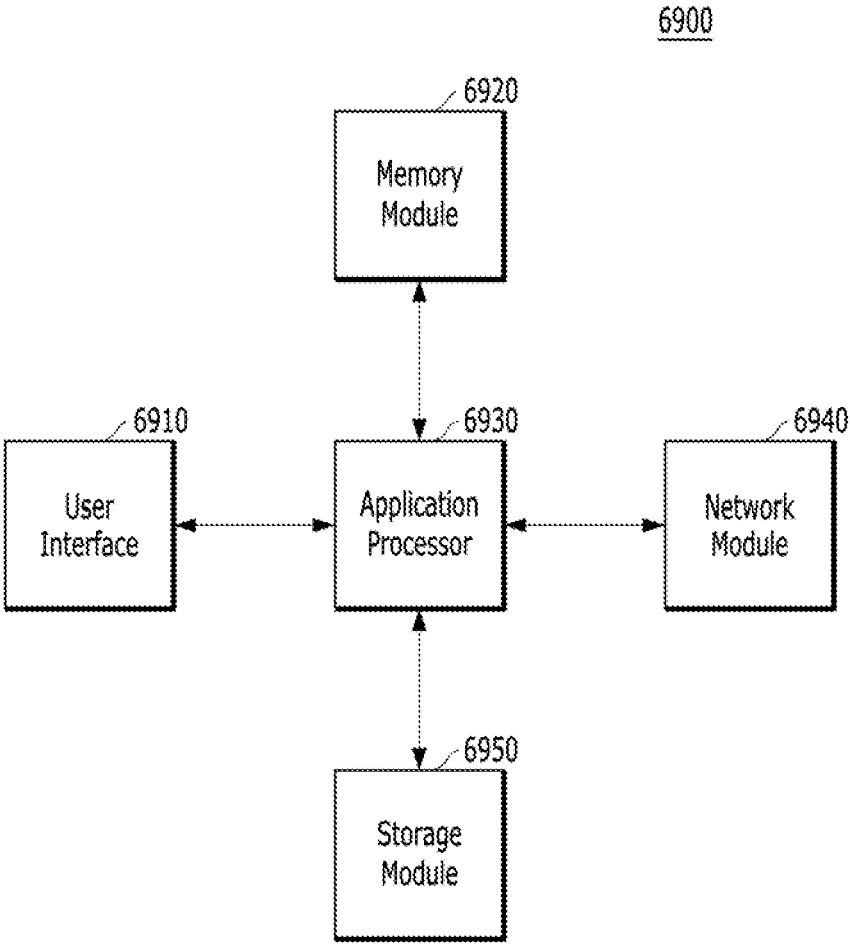 6900
6920
Memory
Module
6910
User
Interface
6930
Application
Processor
6940
Network
Module
6950
Storage
Module